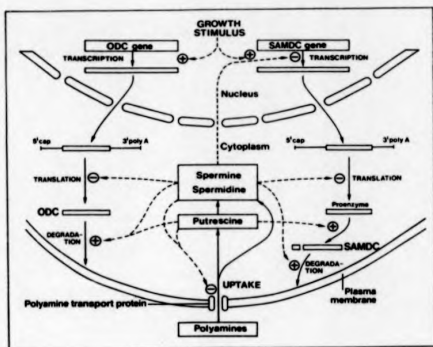 GROWTH
STIMULUS
ODC gene
SAMDC gene
TRANSCRIPTION
TRANSCRIPTION
Nucleus
Cytoplasm
5'cap
3'poly A
5'cap
3'poly A
TRANSLATION
Spermine
Spermidine
TRANSLATION
ODC
Putrescine
Proenzyme
DEGRADA-
TION
SAMDC
DEGRADA-
TION
UPTAKE
Polyamine transport protein
Plasma
membrane
Polyamines